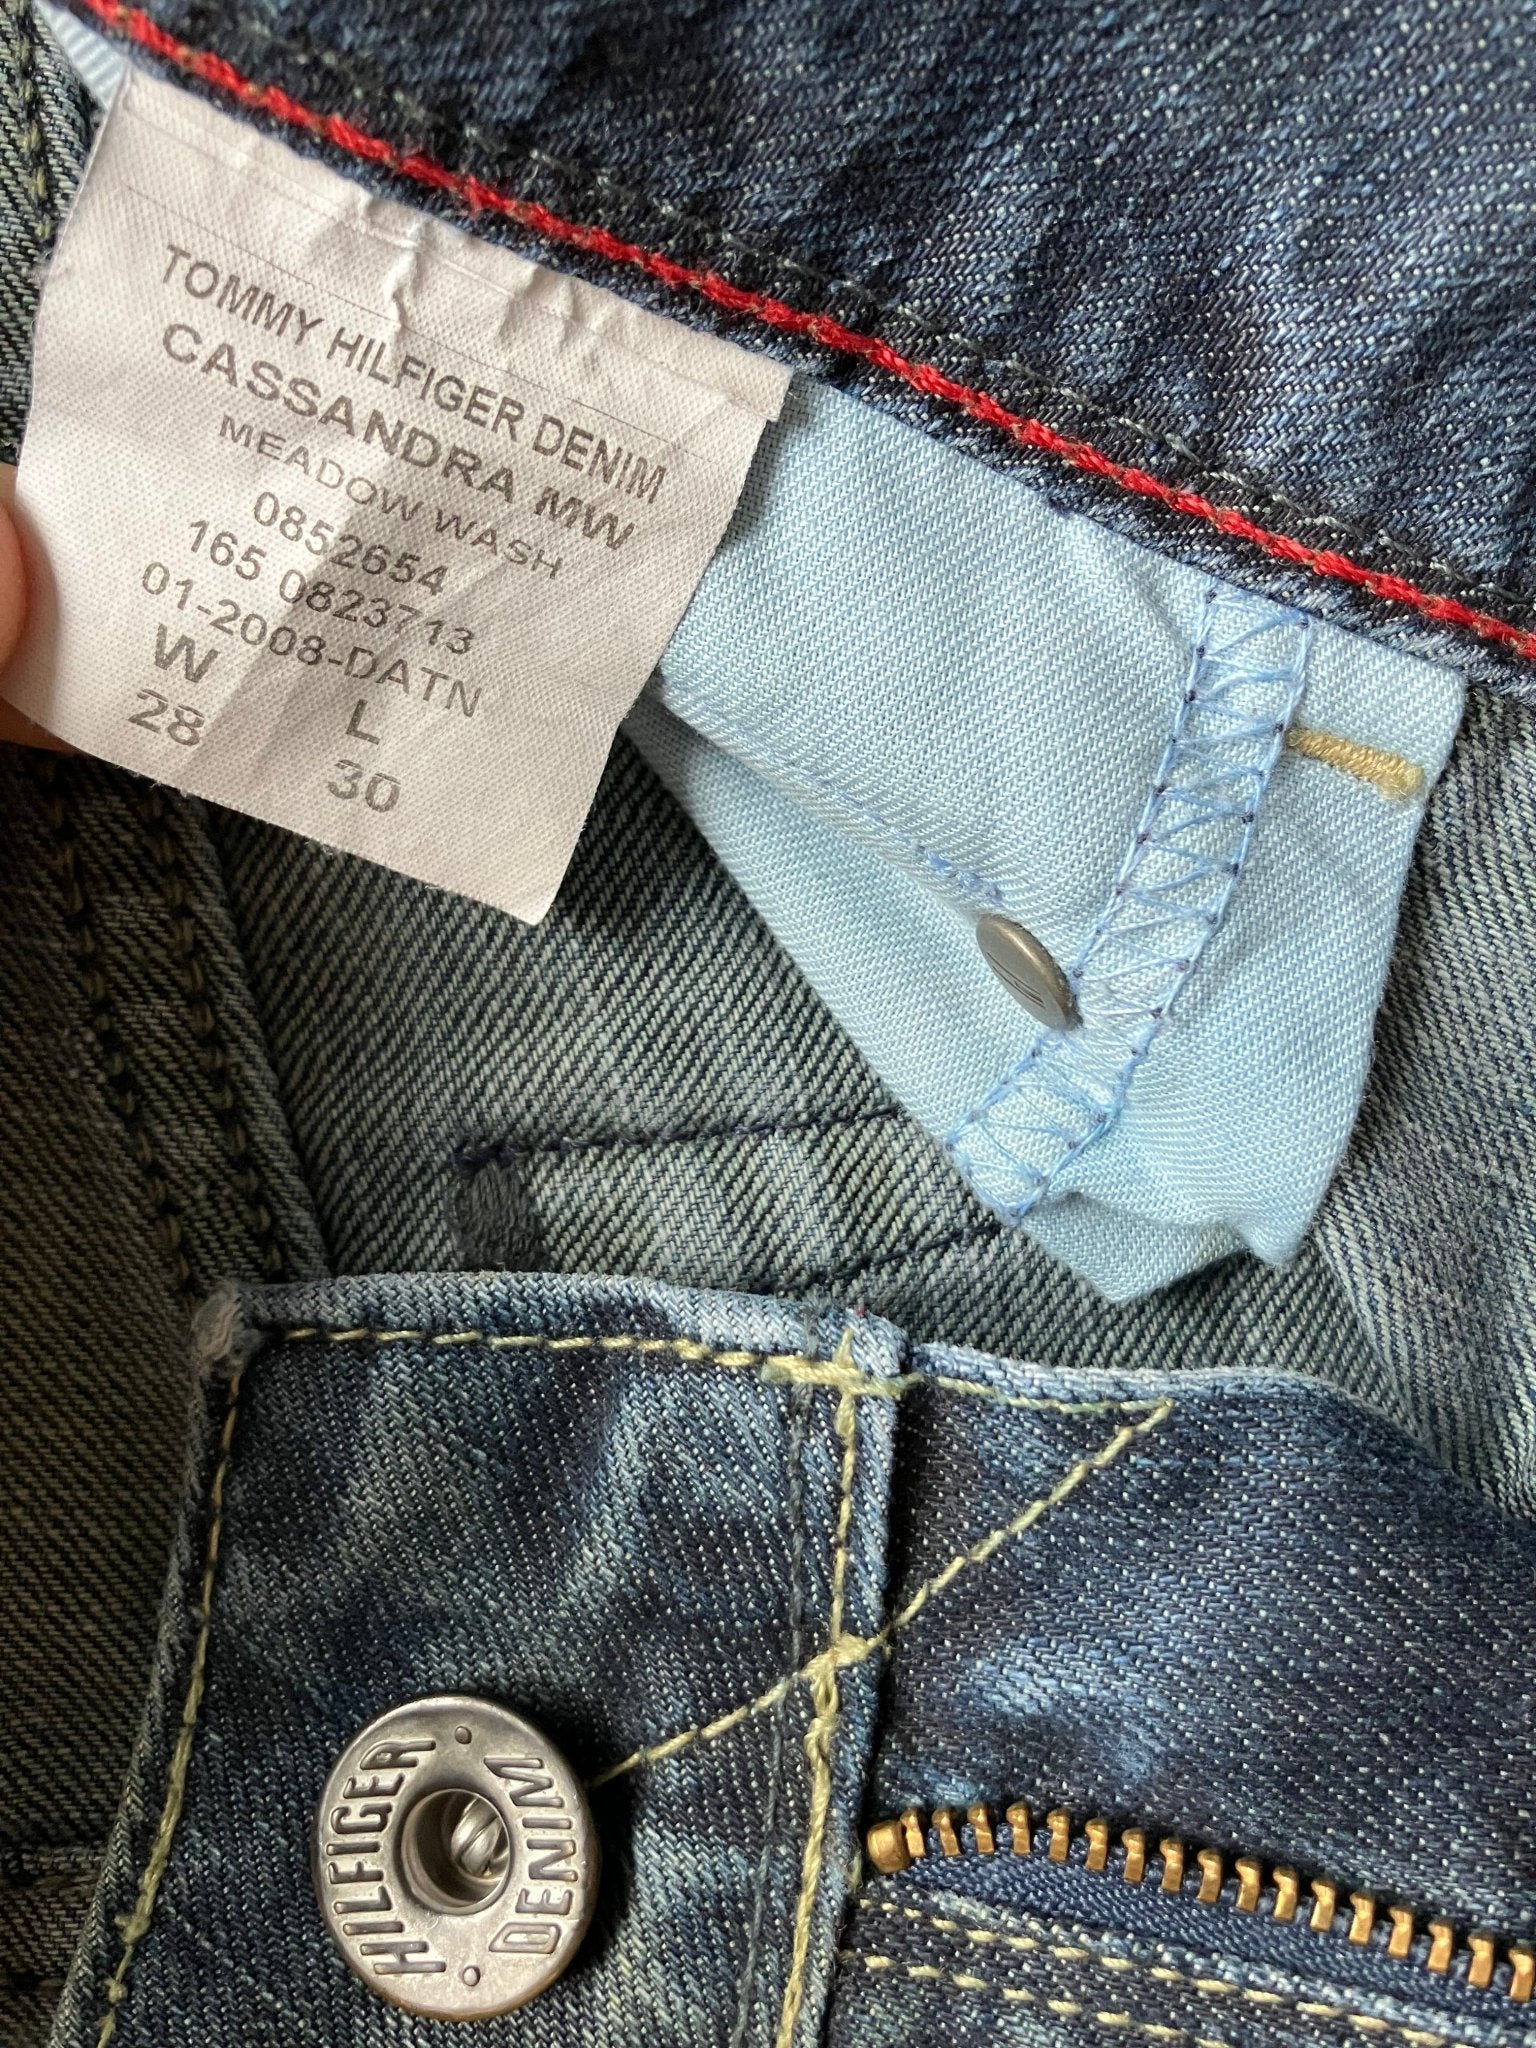 TOMMY HILFIGER DENIM
CASSANDRA MW
MEADOW WASH
0852654
165 0823713
01-2008-DATN
W L
28 30
HILFIGER
DENIM